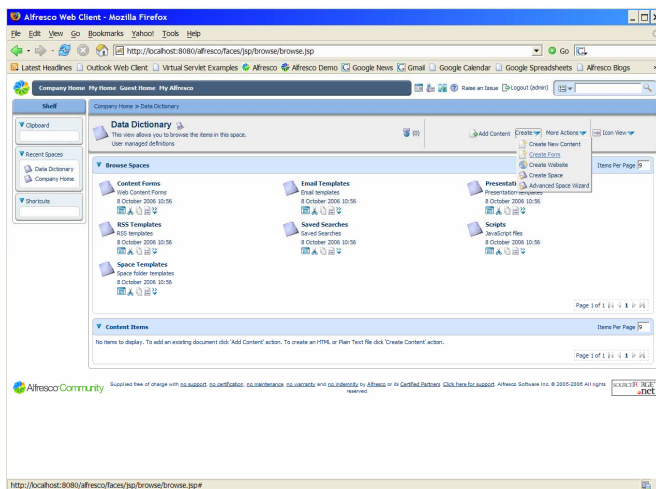 Alfresco Web Client - Mozilla Firefox
File Edit View Go Bookmarks Yahoo! Tools Help
http://localhost:8080/alfresco/faces/jsp/browse/browse.jsp
Go
Latest Headlines Outlook Web Client Virtual Servlet Examples Alfresco Alfresco Demo Google News Gmail Google Calendar Google Spreadsheets Alfresco Blogs
Company Home My Home Guest Home My Alfresco
Raise an Issue Logout (admin)
Shelf
Company Home > Data Dictionary
Clipboard
Recent Spaces
Data Dictionary
Company Home
Shortcuts
Data Dictionary
This view allows you to browse the items in this space.
User managed definitions
(0)
Add Content Create More Actions Icon View
Create New Content
Create Form
Create Website
Create Space
Advanced Space Wizard
Browse Spaces
Items Per Page 9
Content Forms
Web Content Forms
8 October 2006 10:56
Email Templates
Email templates
8 October 2006 10:56
Presentati
Presentation templates
8 October 2006 10:56
RSS Templates
RSS templates
8 October 2006 10:56
Saved Searches
Saved Searches
8 October 2006 10:56
Scripts
JavaScript files
8 October 2006 10:56
Space Templates
Space folder templates
8 October 2006 10:56
Page 1 of 1 1
Content Items
Items Per Page 9
No items to display. To add an existing document click 'Add Content' action. To create an HTML or Plain Text file click 'Create Content' action.
Page 1 of 1 1
Alfresco Community
Supplied free of charge with no support, no certification, no maintenance, no warranty and no indemnity by Alfresco or its Certified Partners. Click here for support. Alfresco Software Inc. © 2005-2006 All rights
reserved.
SOURCEFORGE
.net
http://localhost:8080/alfresco/faces/jsp/browse/browse.jsp#